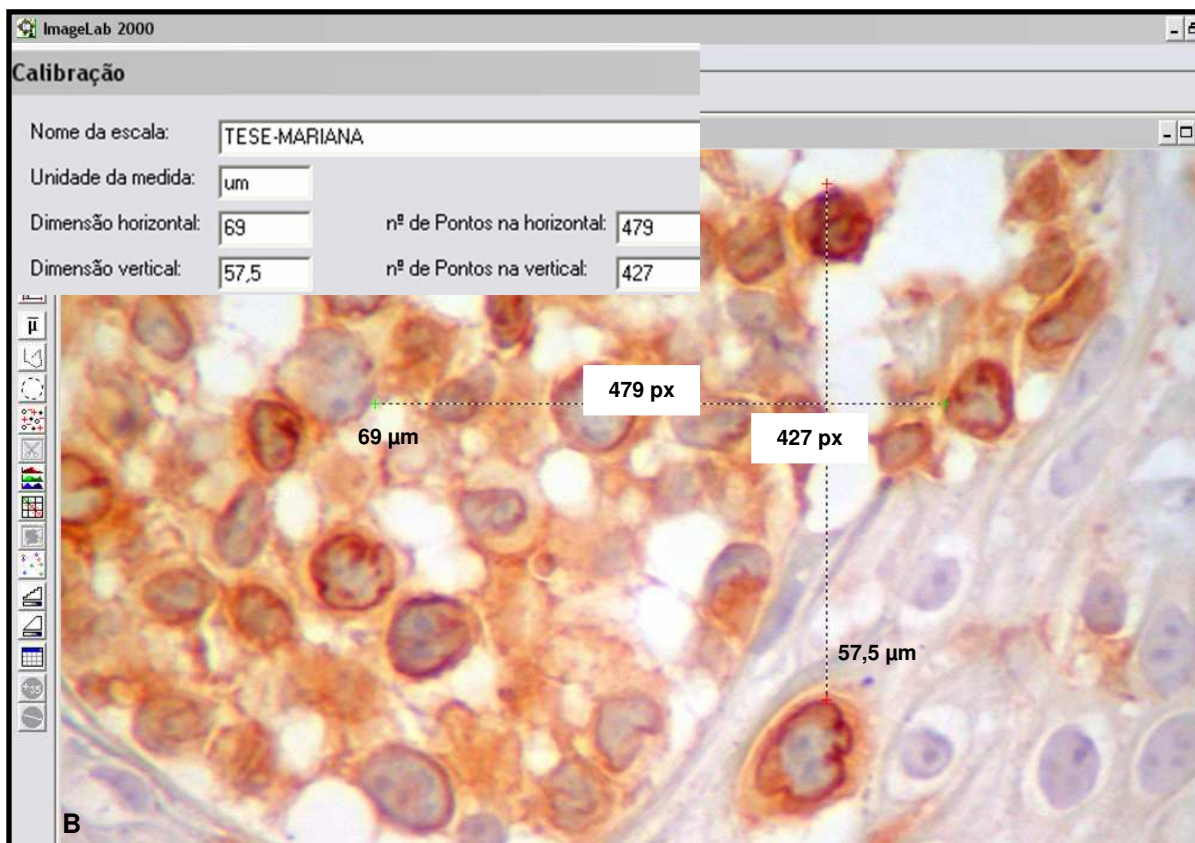 ImageLab 2000
Calibração
Nome da escala: TESE-MARIANA
Unidade da medida: um
Dimensão horizontal: 69 nº de Pontos na horizontal: 479
Dimensão vertical: 57,5 nº de Pontos na vertical: 427
μ
479 px
69 µm
427 px
57,5 µm
B